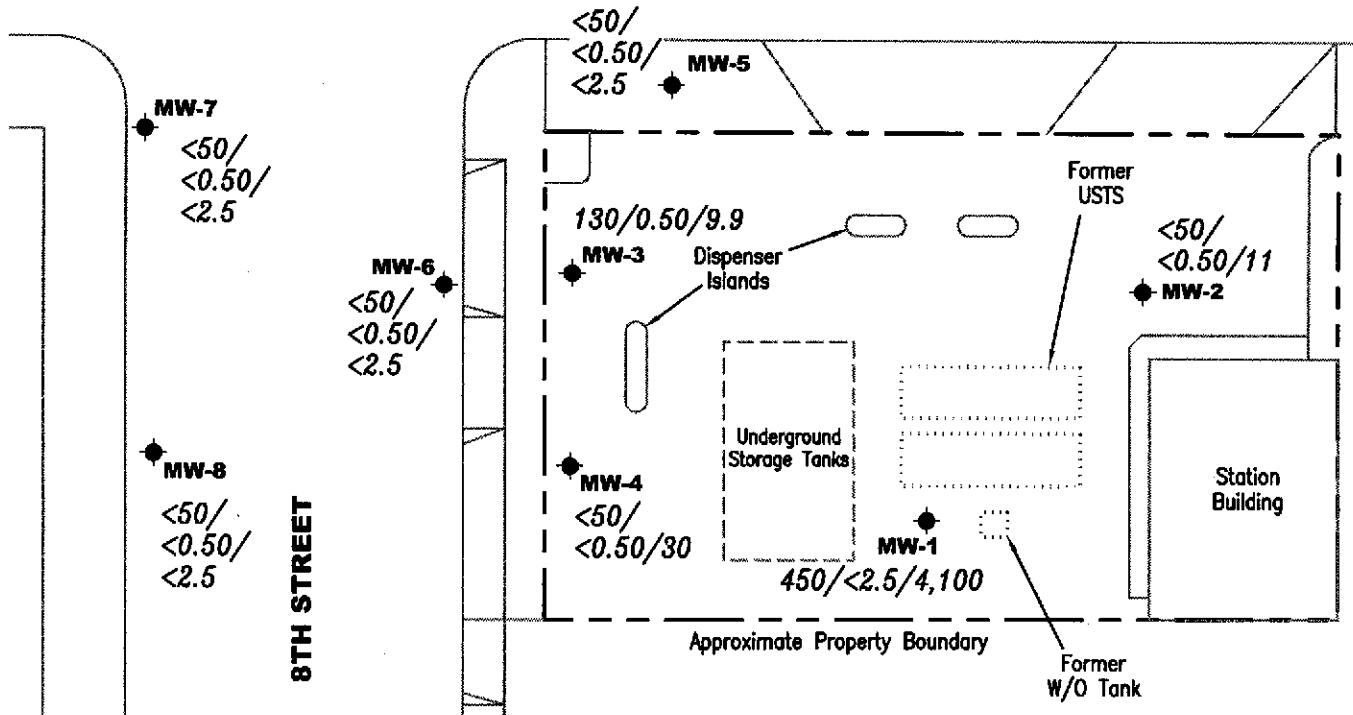 <50/
<0.50/
<2.5
MW-5
MW-7
<50/
<0.50/
<2.5
Former
USTS
130/0.50/9.9
<50/
<0.50/11
MW-2
MW-3
Dispenser
Islands
MW-6
<50/
<0.50/
<2.5
Underground
Storage Tanks
Station
Building
MW-8
<50/
<0.50/
<2.5
MW-4
<50/
<0.50/30
8TH STREET
MW-1
450/<2.5/4,100
Approximate Property Boundary
Former
W/O Tank